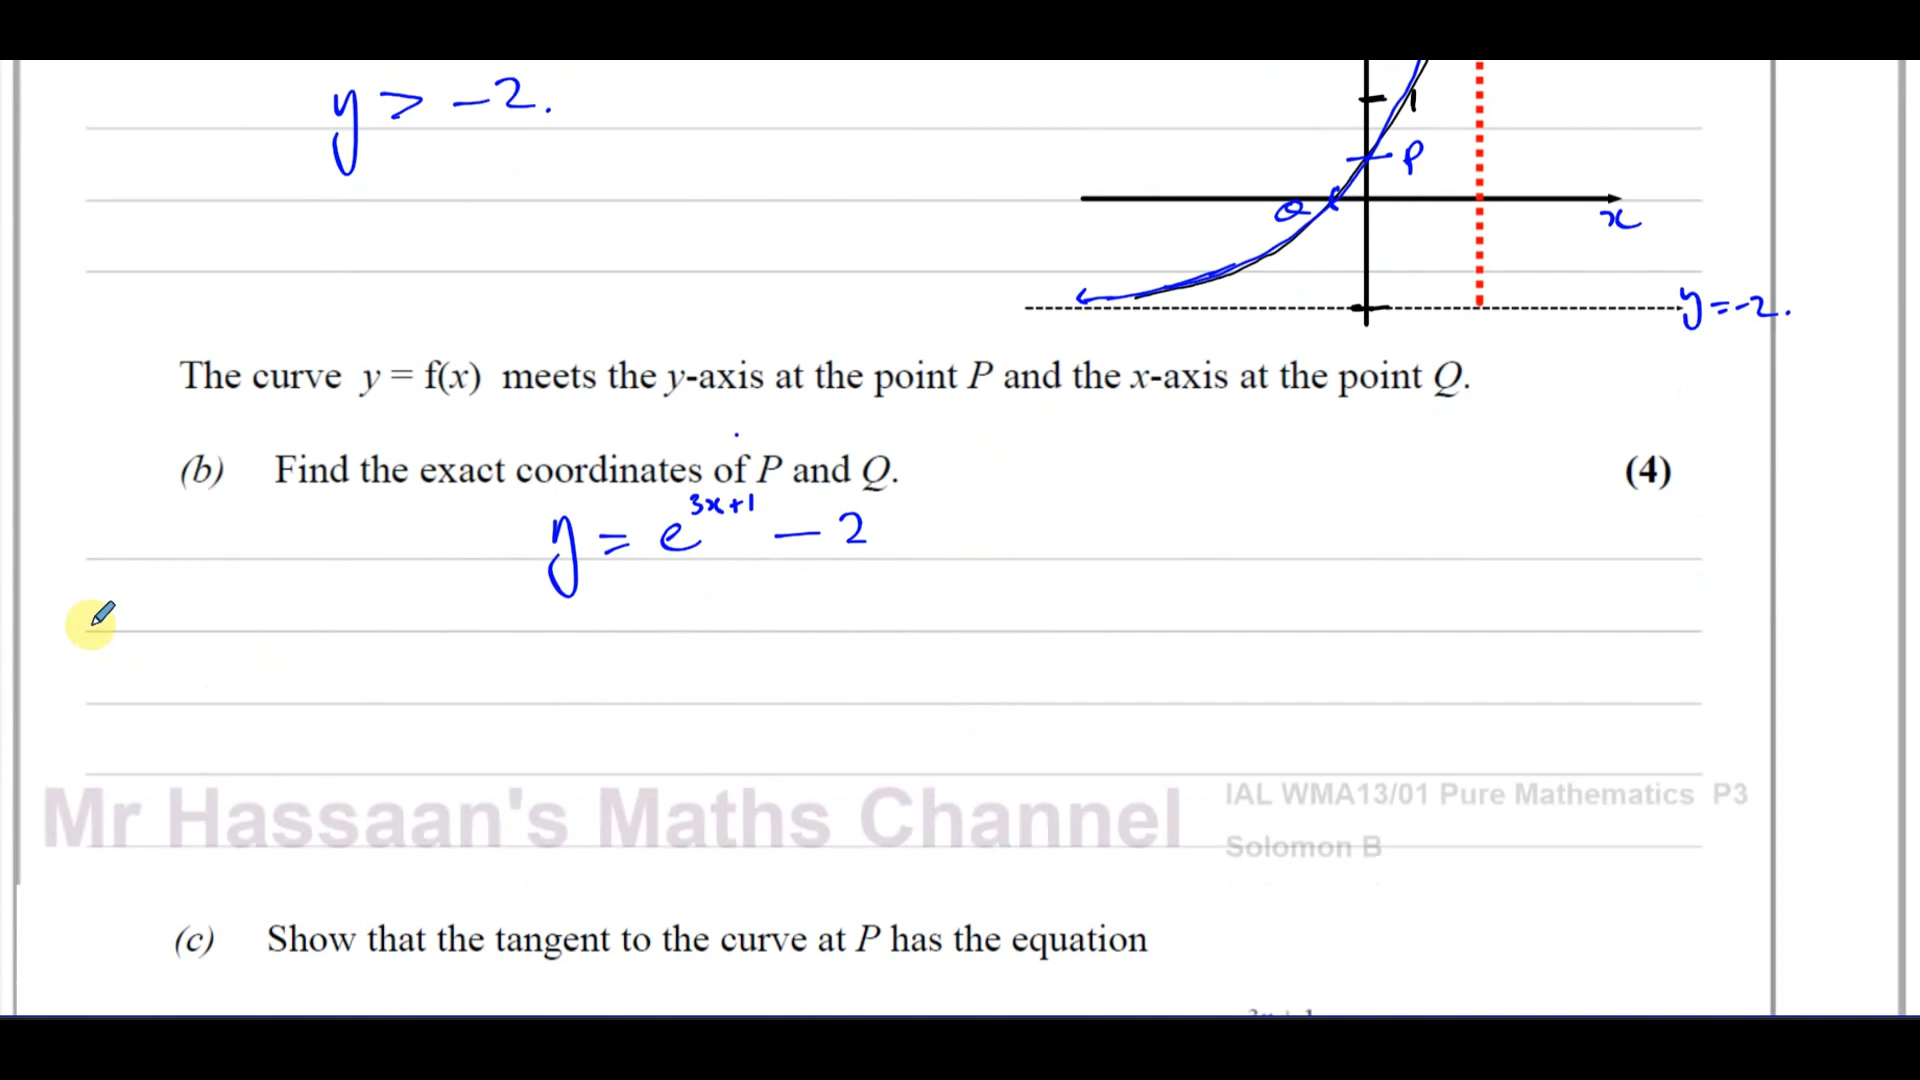 y > -2.
1
P
Q
x
y = -2.
The curve y = f(x) meets the y-axis at the point P and the x-axis at the point Q.
(b) Find the exact coordinates of P and Q. (4)
y = e^{3x+1} - 2
Mr Hassaan's Maths Channel
IAL WMA13/01 Pure Mathematics P3
Solomon B
(c) Show that the tangent to the curve at P has the equation